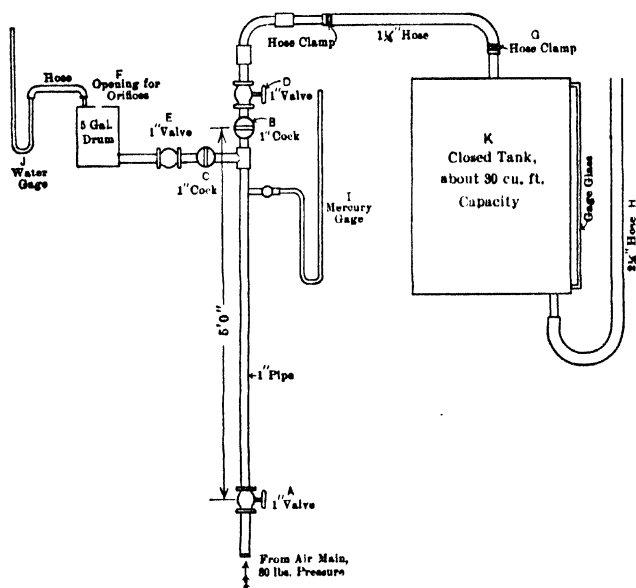 Hose Clamp
1¼" Hose
G
Hose Clamp
Hose
F
Opening for
Orifices
D
1" Valve
E
1" Valve
B
1" Cock
5 Gal.
Drum
J
Water
Gage
C
1" Cock
I
Mercury
Gage
K
Closed Tank,
about 30 cu. ft.
Capacity
Gage Glass
2¼" Hose H
5'0"
1" Pipe
A
1" Valve
From Air Main,
80 lbs. Pressure